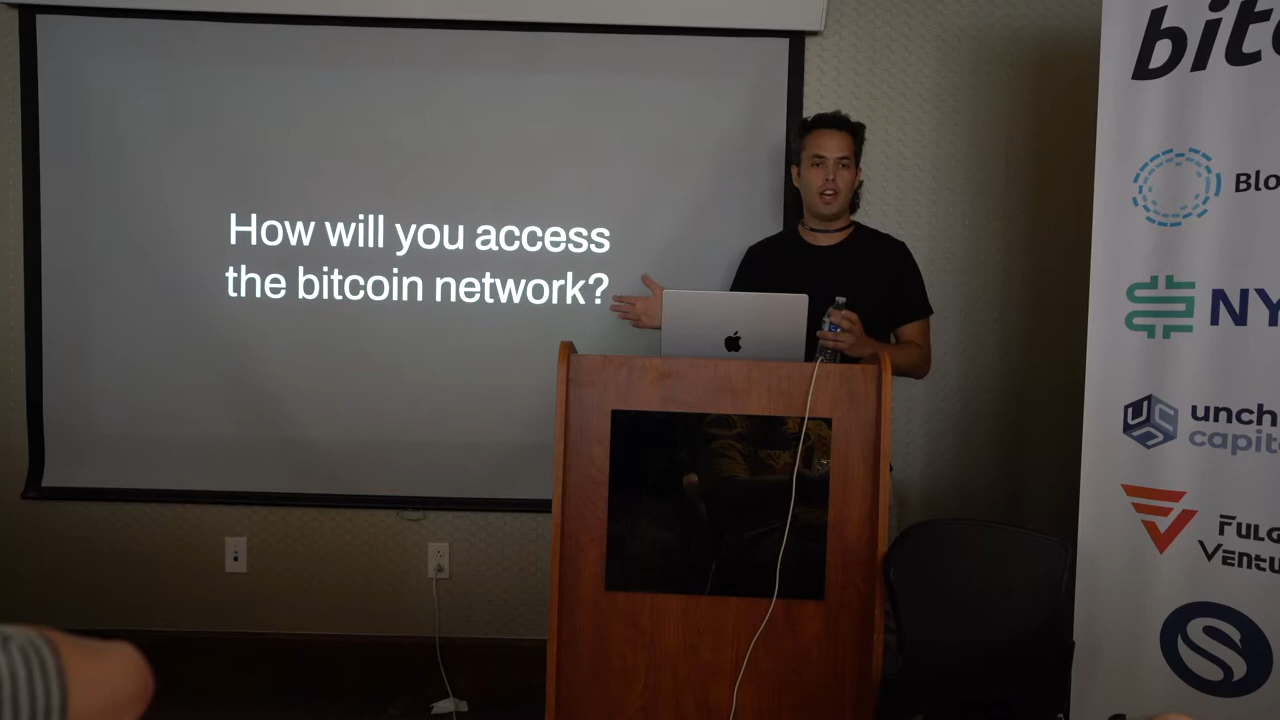 How will you access
the bitcoin network?
bit
Blo
NY
unch
capit
FULG
VENTU